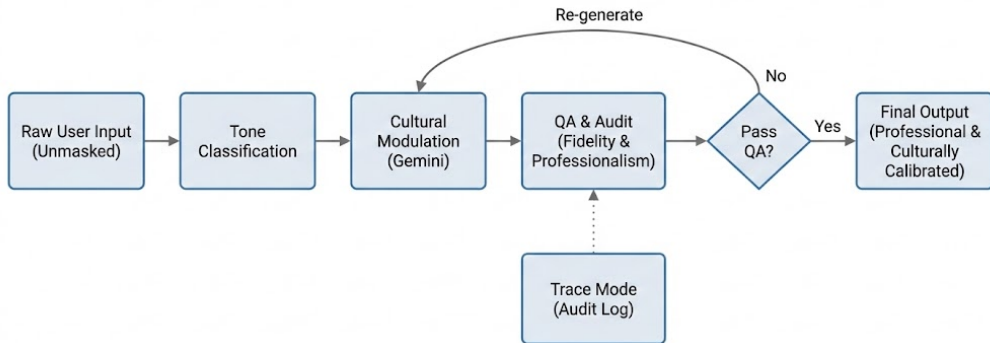 Re-generate
No
Raw User Input
(Unmasked)
Tone
Classification
Cultural
Modulation
(Gemini)
QA & Audit
(Fidelity &
Professionalism)
Pass
QA?
Yes
Final Output
(Professional &
Culturally
Calibrated)
Trace Mode
(Audit Log)